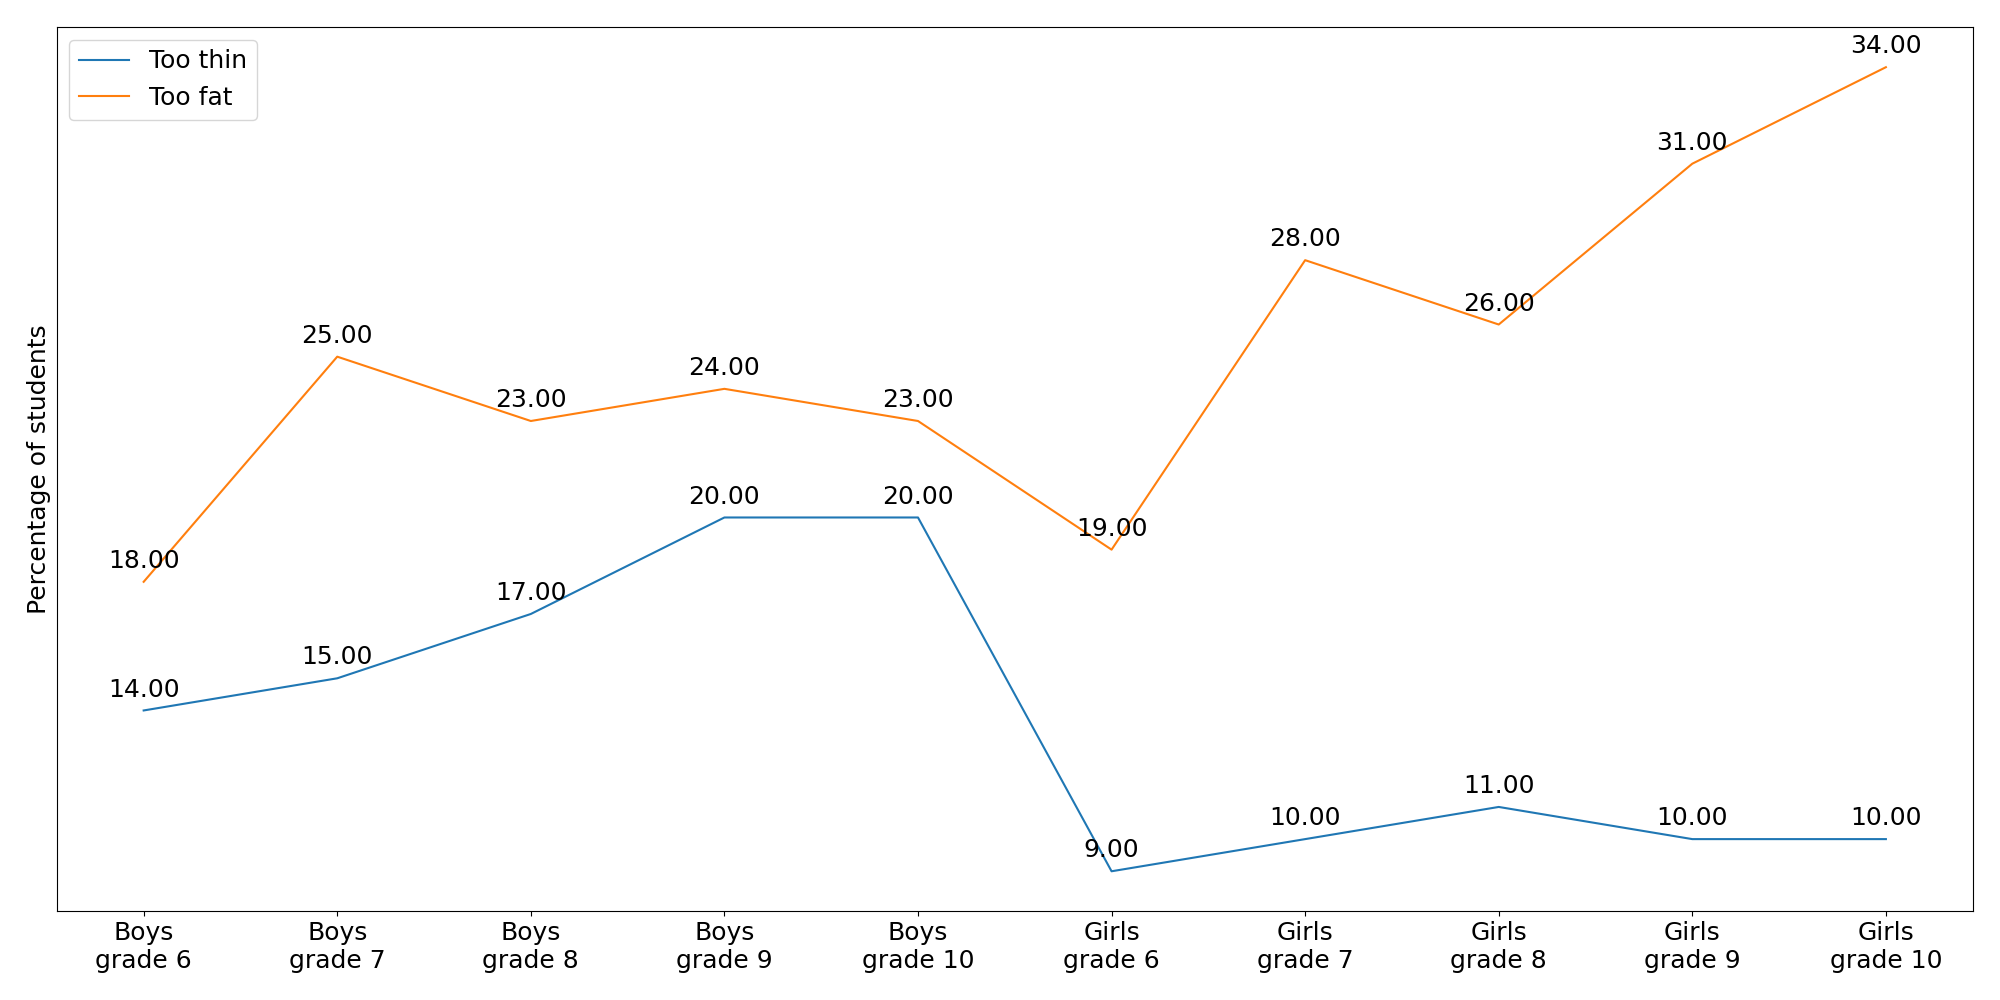 Too thin
Too fat
Percentage of students
34.00
31.00
28.00
26.00
25.00
24.00
23.00
23.00
20.00
20.00
19.00
18.00
17.00
15.00
14.00
11.00
10.00
10.00
10.00
9.00
Boys
grade 6
Boys
grade 7
Boys
grade 8
Boys
grade 9
Boys
grade 10
Girls
grade 6
Girls
grade 7
Girls
grade 8
Girls
grade 9
Girls
grade 10